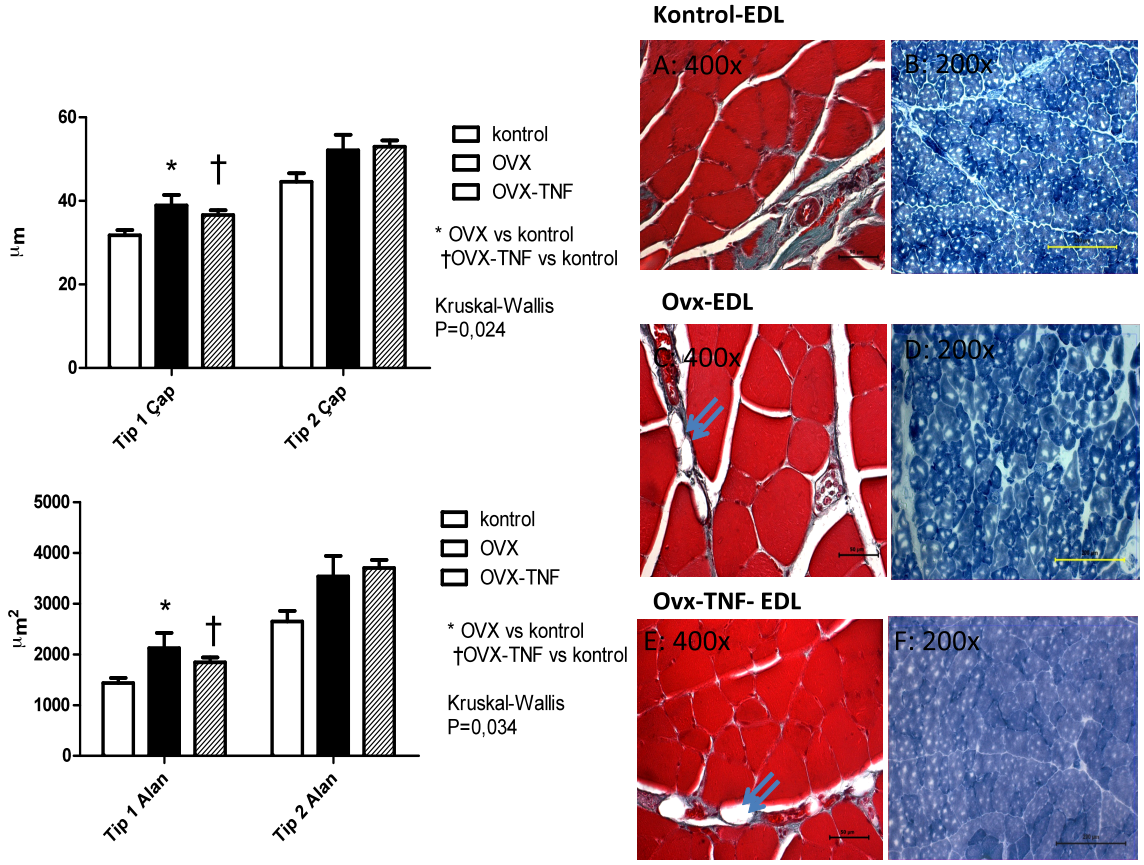 60
40
20
0
μm
*
†
Tip 1 Çap
Tip 2 Çap
kontrol
OVX
OVX-TNF
* OVX vs kontrol
†OVX-TNF vs kontrol
Kruskal-Wallis
P=0,024
5000
4000
3000
2000
1000
0
μm²
*
†
Tip 1 Alan
Tip 2 Alan
kontrol
OVX
OVX-TNF
* OVX vs kontrol
†OVX-TNF vs kontrol
Kruskal-Wallis
P=0,034
Kontrol-EDL
A: 400x
B: 200x
Ovx-EDL
C: 400x
D: 200x
Ovx-TNF- EDL
E: 400x
F: 200x